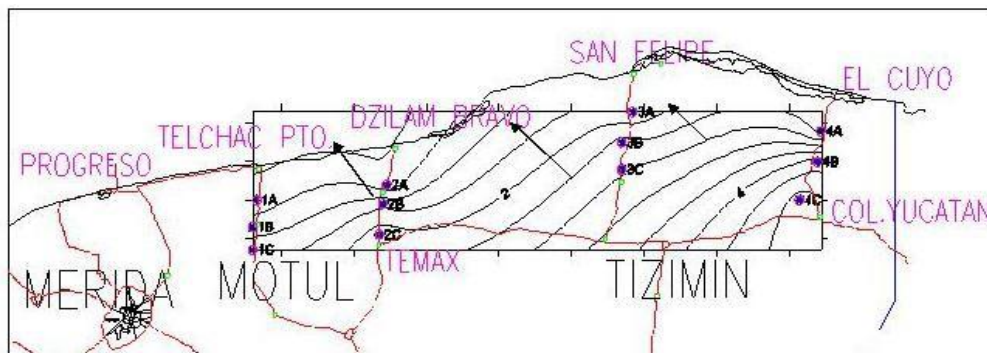 SAN FELIPE
EL CUYO
DZILAM BRAVO
TELCHAC PTO
PROGRESO
3A
4A
3B
4B
3C
2A
2
4
1A
2B
4C
COL.YUCATAN
1B
2C
1C
TEMAX
MERIDA
MOTUL
TIZIMIN